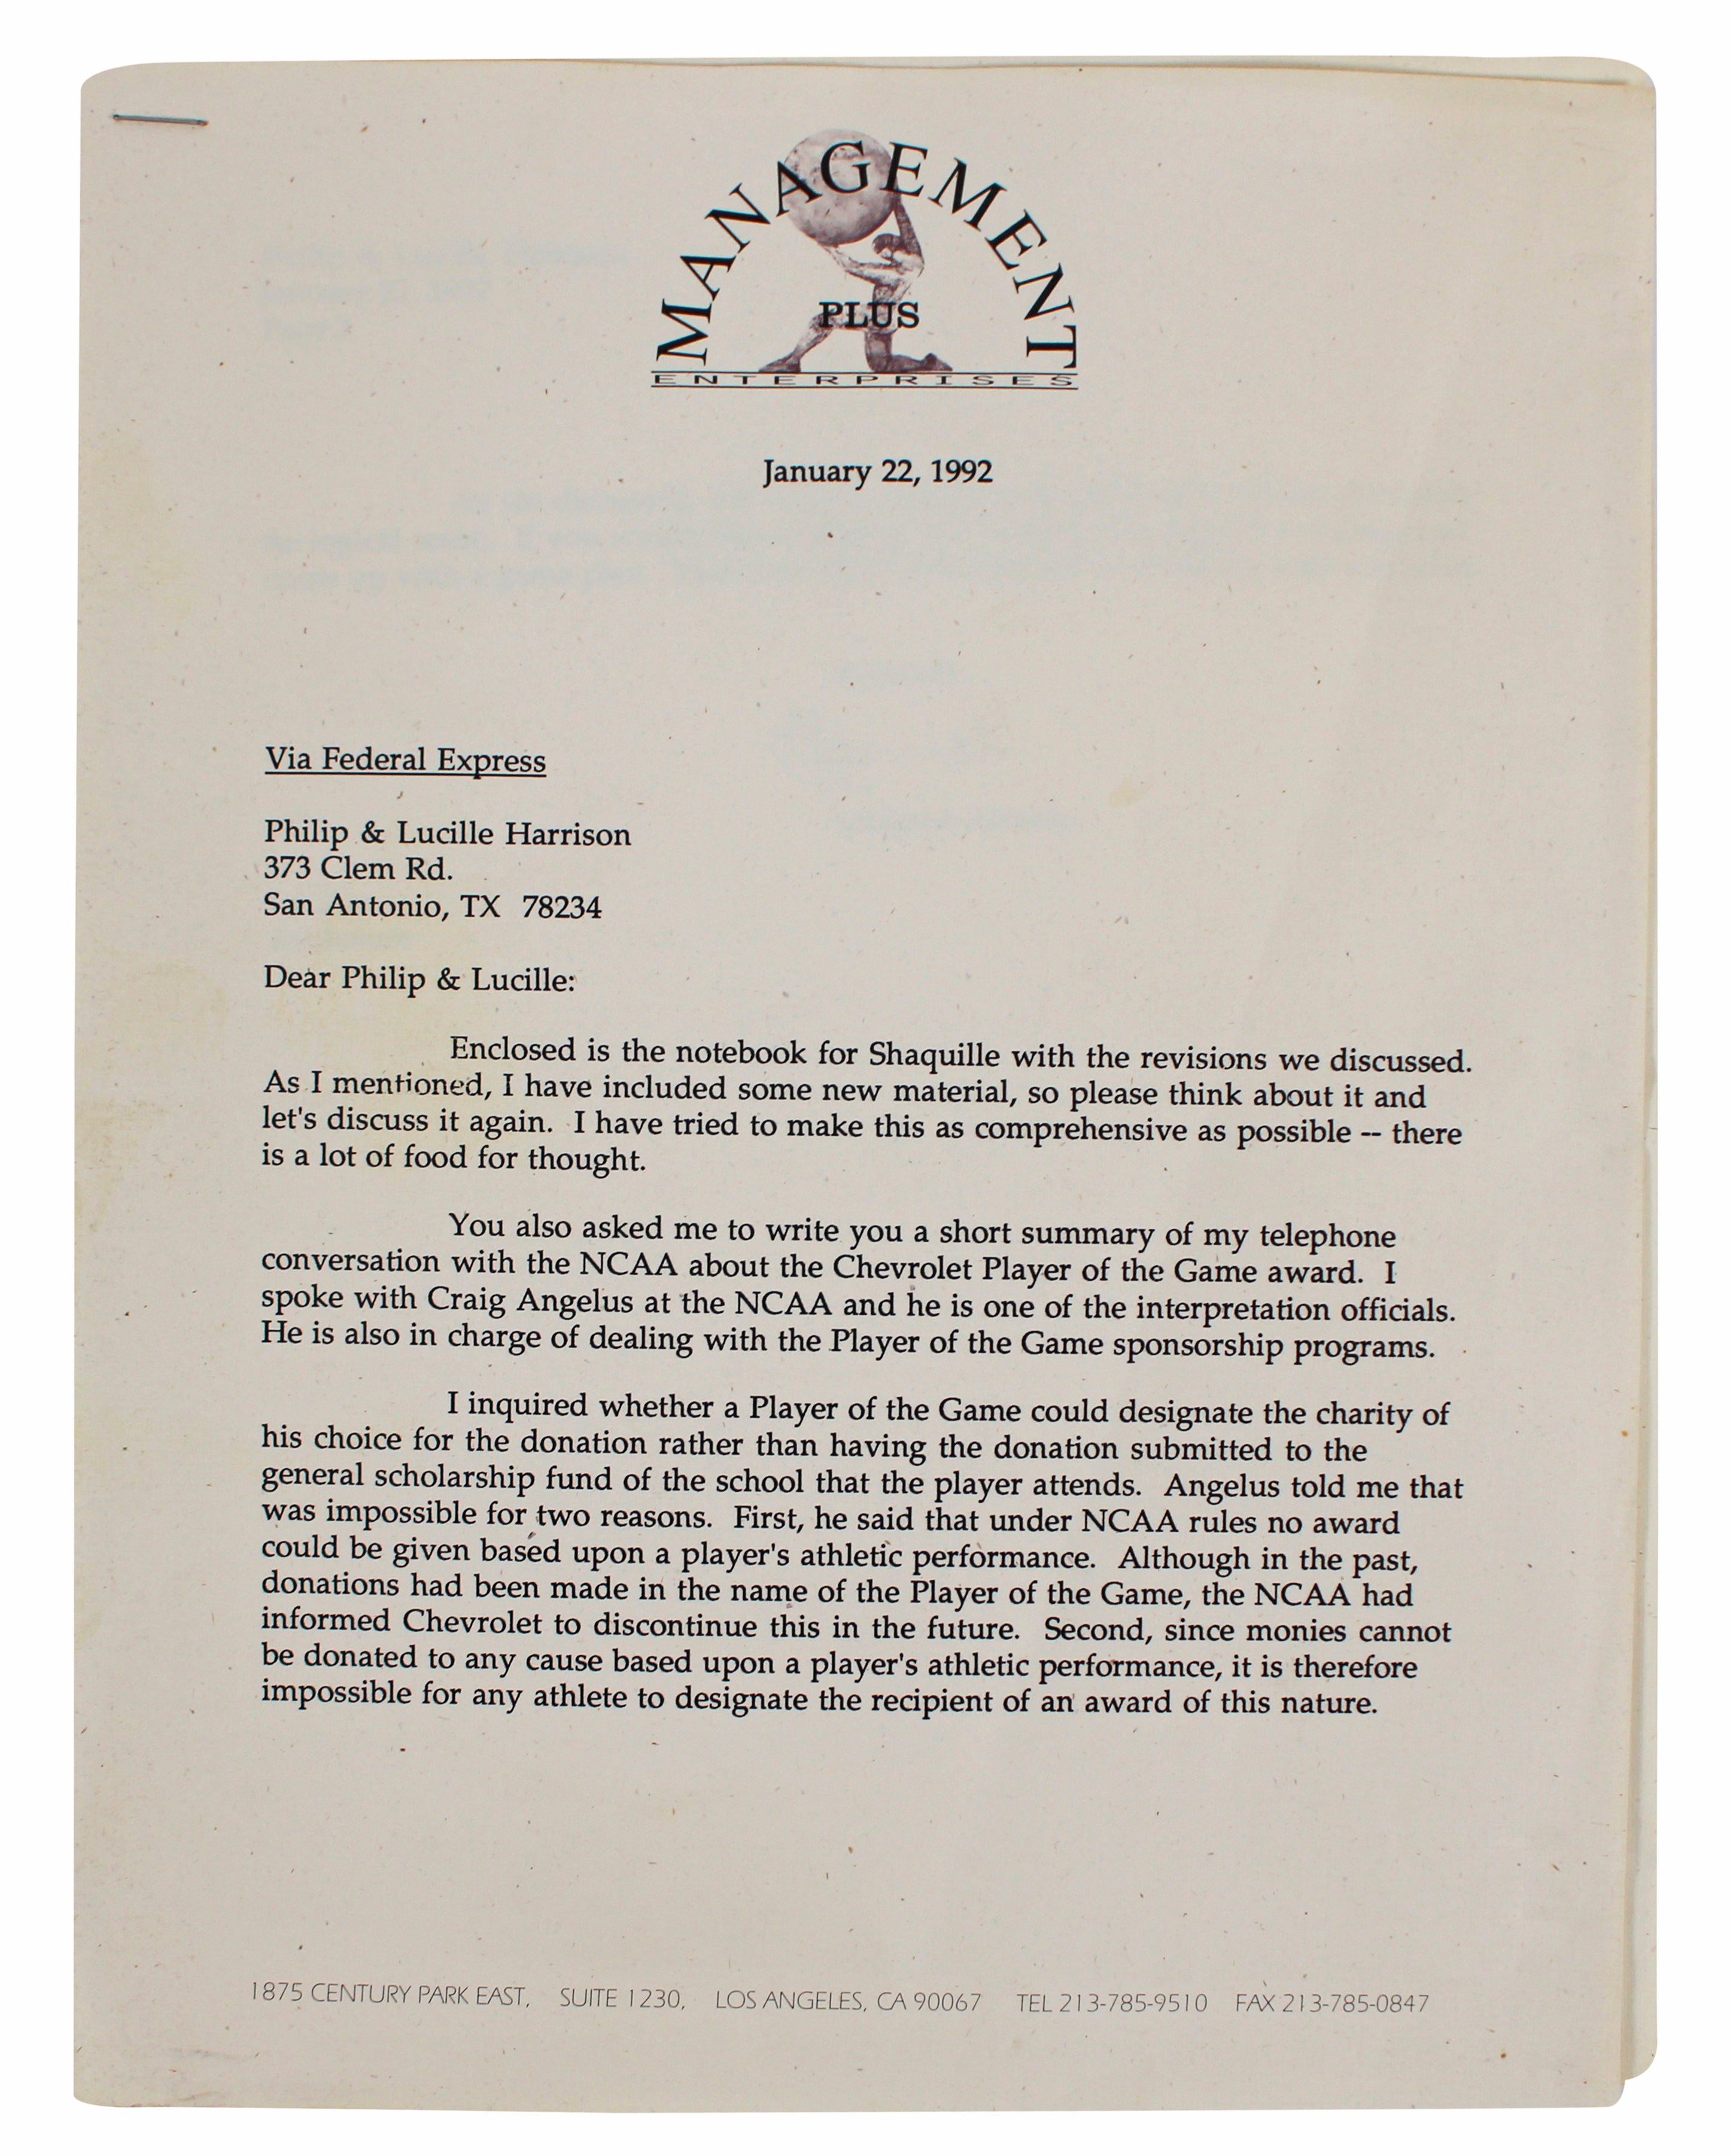 MANAGEMENT
PLUS
ENTERPRISES
January 22, 1992
Via Federal Express
Philip & Lucille Harrison
373 Clem Rd.
San Antonio, TX 78234
Dear Philip & Lucille:
Enclosed is the notebook for Shaquille with the revisions we discussed.
As I mentioned, I have included some new material, so please think about it and
let's discuss it again. I have tried to make this as comprehensive as possible -- there
is a lot of food for thought.
You also asked me to write you a short summary of my telephone
conversation with the NCAA about the Chevrolet Player of the Game award. I
spoke with Craig Angelus at the NCAA and he is one of the interpretation officials.
He is also in charge of dealing with the Player of the Game sponsorship programs.
I inquired whether a Player of the Game could designate the charity of
his choice for the donation rather than having the donation submitted to the
general scholarship fund of the school that the player attends. Angelus told me that
was impossible for two reasons. First, he said that under NCAA rules no award
could be given based upon a player's athletic performance. Although in the past,
donations had been made in the name of the Player of the Game, the NCAA had
informed Chevrolet to discontinue this in the future. Second, since monies cannot
be donated to any cause based upon a player's athletic performance, it is therefore
impossible for any athlete to designate the recipient of an award of this nature.
1875 CENTURY PARK EAST, SUITE 1230, LOS ANGELES, CA 90067 TEL 213-785-9510 FAX 213-785-0847